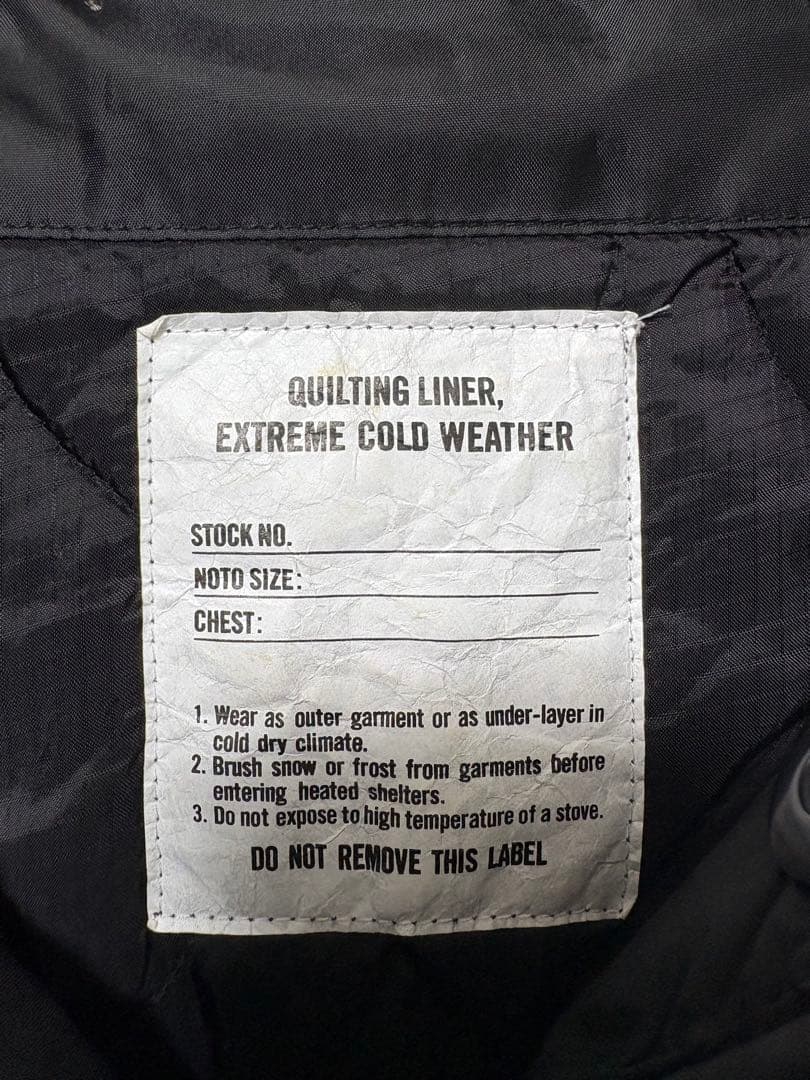 QUILTING LINER,
EXTREME COLD WEATHER
STOCK NO.
NOTO SIZE:
CHEST:
1. Wear as outer garment or as under-layer in
cold dry climate.
2. Brush snow or frost from garments before
entering heated shelters.
3. Do not expose to high temperature of a stove.
DO NOT REMOVE THIS LABEL